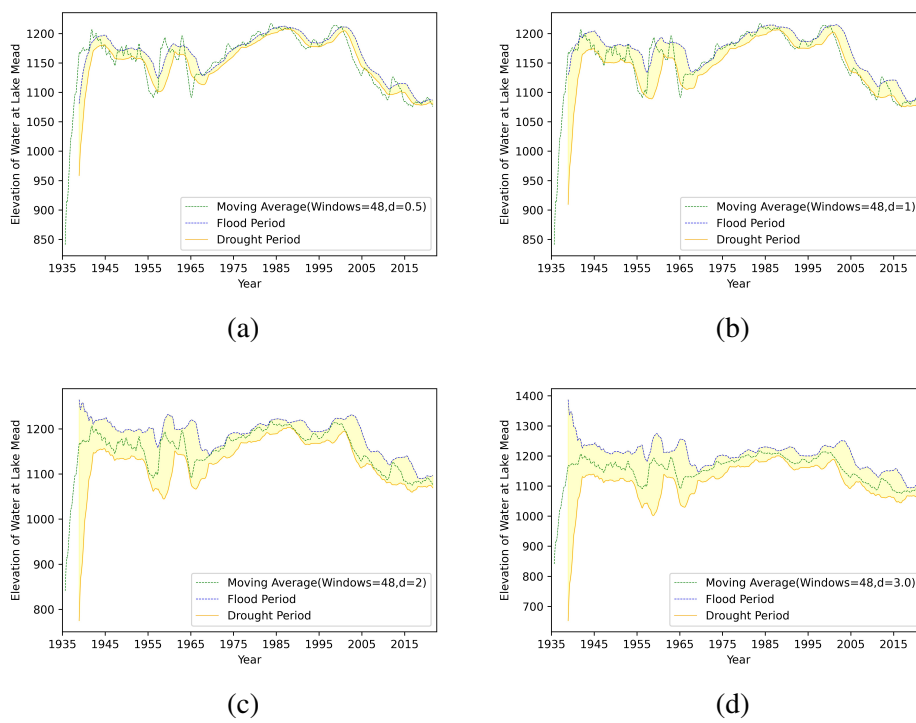 Elevation of Water at Lake Mead
1200
1150
1100
1050
1000
950
900
850
Moving Average(Windows=48,d=0.5)
Flood Period
Drought Period
1935 1945 1955 1965 1975 1985 1995 2005 2015
Year
(a)
Elevation of Water at Lake Mead
1200
1150
1100
1050
1000
950
900
850
Moving Average(Windows=48,d=1)
Flood Period
Drought Period
1935 1945 1955 1965 1975 1985 1995 2005 2015
Year
(b)
Elevation of Water at Lake Mead
1200
1100
1000
900
800
Moving Average(Windows=48,d=2)
Flood Period
Drought Period
1935 1945 1955 1965 1975 1985 1995 2005 2015
Year
(c)
Elevation of Water at Lake Mead
1400
1300
1200
1100
1000
900
800
700
Moving Average(Windows=48,d=3.0)
Flood Period
Drought Period
1935 1945 1955 1965 1975 1985 1995 2005 2015
Year
(d)